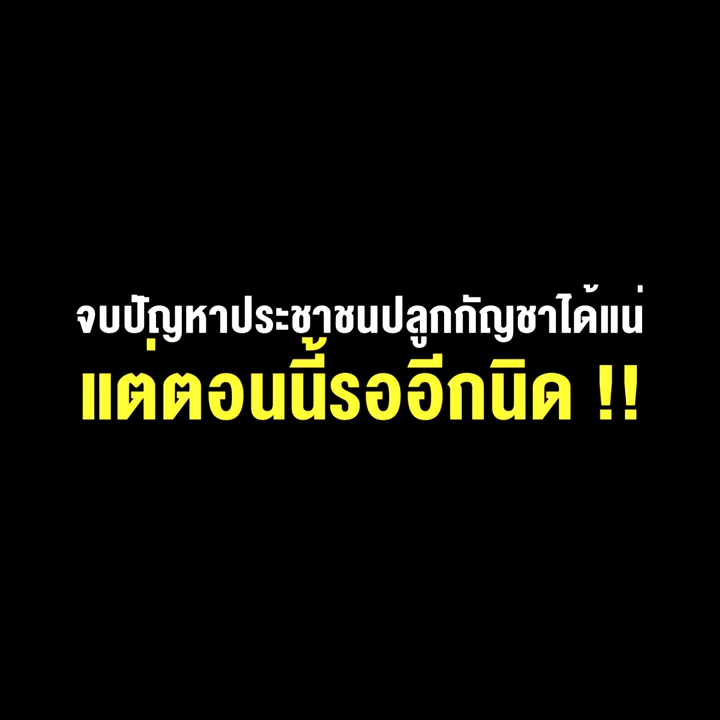 จบปัญหาประชาชนปลูกกัญชาได้แน่
แต่ตอนนี้รออีกนิด !!